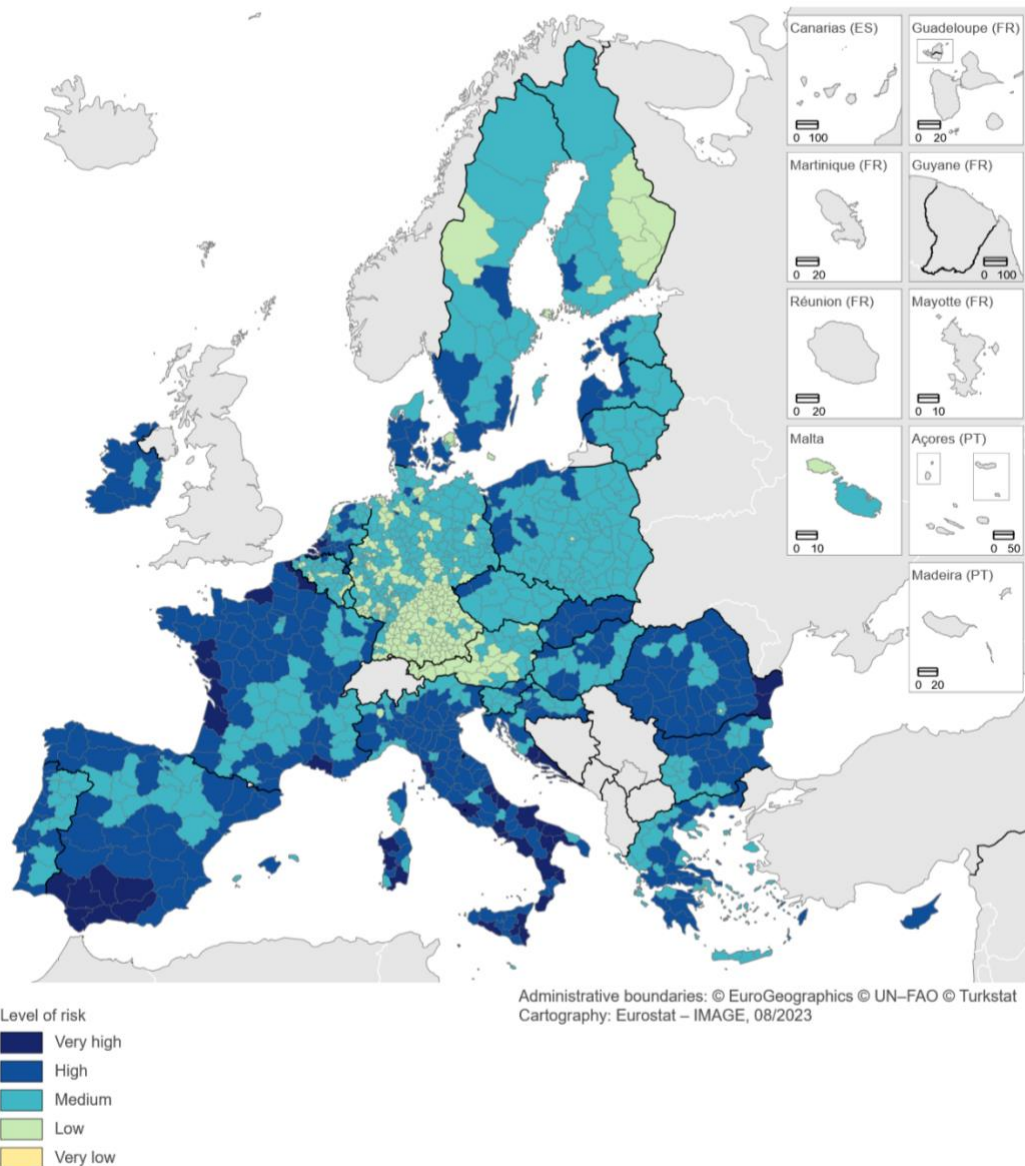 Canarias (ES)
0 100
Guadeloupe (FR)
0 20
Martinique (FR)
0 20
Guyane (FR)
0 100
Réunion (FR)
0 20
Mayotte (FR)
0 10
Malta
0 10
Açores (PT)
0 50
Madeira (PT)
0 20
Administrative boundaries: © EuroGeographics © UN–FAO © Turkstat
Cartography: Eurostat – IMAGE, 08/2023
Level of risk
Very high
High
Medium
Low
Very low